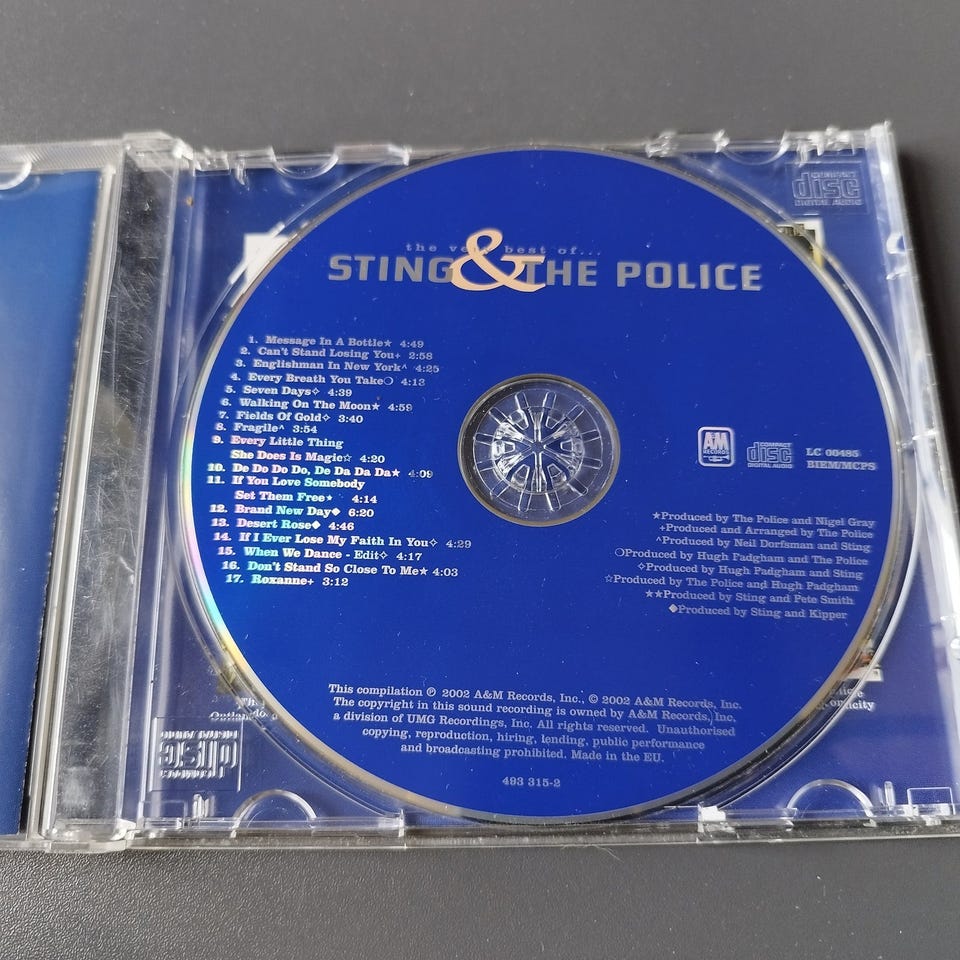 COMPACT
disc
DIGITAL AUDIO
the very best of...
STING & THE POLICE
1. Message In A Bottle★ 4:49
2. Can't Stand Losing You+ 2:58
3. Englishman In New York^ 4:25
4. Every Breath You Take❍ 4:13
5. Seven Days✧ 4:39
6. Walking On The Moon★ 4:59
7. Fields Of Gold✧ 3:40
8. Fragile^ 3:54
9. Every Little Thing
She Does Is Magic☆ 4:20
10. De Do Do Do, De Da Da Da★ 4:09
11. If You Love Somebody
Set Them Free★ 4:14
12. Brand New Day◆ 6:20
13. Desert Rose◆ 4:46
14. If I Ever Lose My Faith In You✧ 4:29
15. When We Dance - Edit✧ 4:17
16. Don't Stand So Close To Me★ 4:03
17. Roxanne+ 3:12
A&M
RECORDS
COMPACT
disc
DIGITAL AUDIO
LC 00485
BIEM/MCPS
★Produced by The Police and Nigel Gray
+Produced and Arranged by The Police
^Produced by Neil Dorfsman and Sting
❍Produced by Hugh Padgham and The Police
✧Produced by Hugh Padgham and Sting
☆Produced by The Police and Hugh Padgham
★★Produced by Sting and Pete Smith
◆Produced by Sting and Kipper
This compilation ℗ 2002 A&M Records, Inc., © 2002 A&M Records, Inc.
The copyright in this sound recording is owned by A&M Records, Inc,
a division of UMG Recordings, Inc. All rights reserved. Unauthorised
copying, reproduction, hiring, lending, public performance
and broadcasting prohibited. Made in the EU.
493 315-2
The
Outlandos
COMPACT
disc
DIGITAL AUDIO